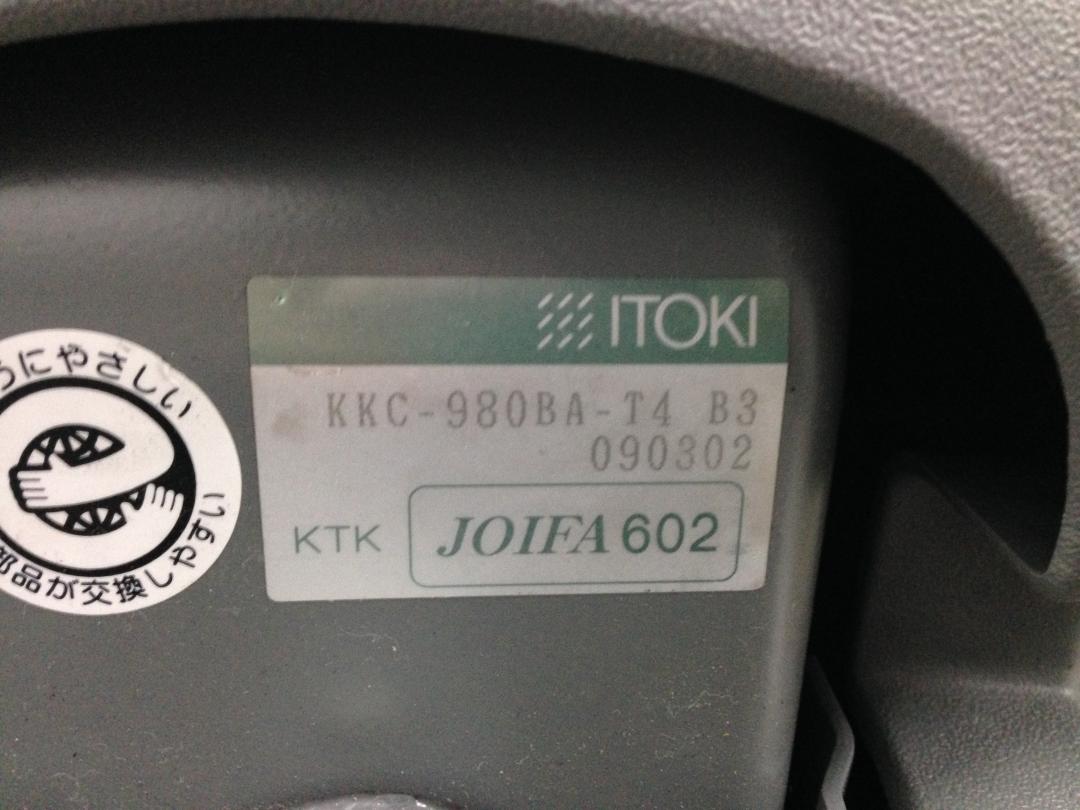 ITOKI
KKC-980BA-T4 B3
090302
KTK
JOIFA 602
にやさしい
部品が交換しやすい